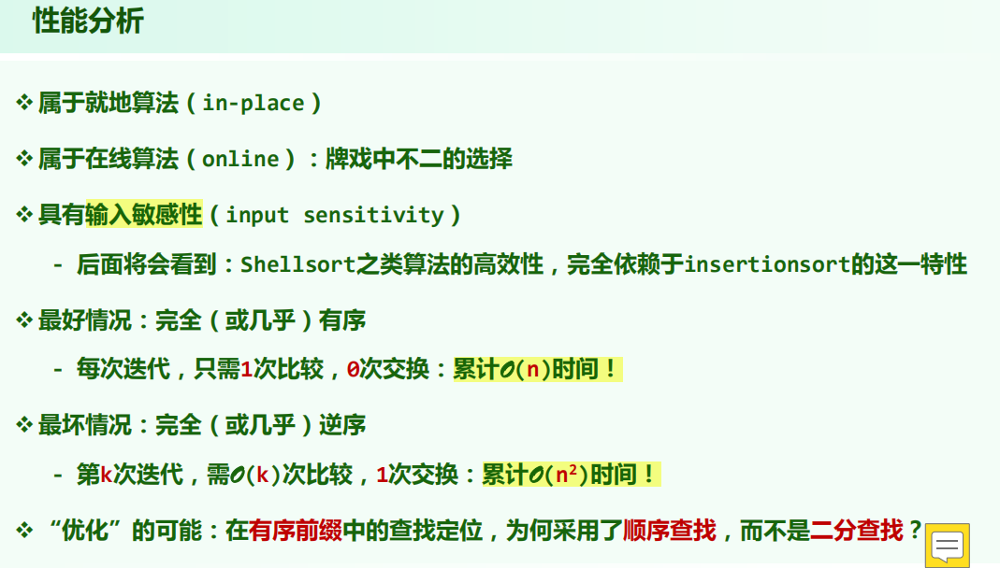 性能分析
❖ 属于就地算法（in-place）
❖ 属于在线算法（online）：牌戏中不二的选择
❖ 具有输入敏感性（input sensitivity）
- 后面将会看到：Shellsort之类算法的高效性，完全依赖于insertionsort的这一特性
❖ 最好情况：完全（或几乎）有序
- 每次迭代，只需1次比较，0次交换：累计𝒪(n)时间！
❖ 最坏情况：完全（或几乎）逆序
- 第k次迭代，需𝒪(k)次比较，1次交换：累计𝒪(n²)时间！
❖ “优化”的可能：在有序前缀中的查找定位，为何采用了顺序查找，而不是二分查找？